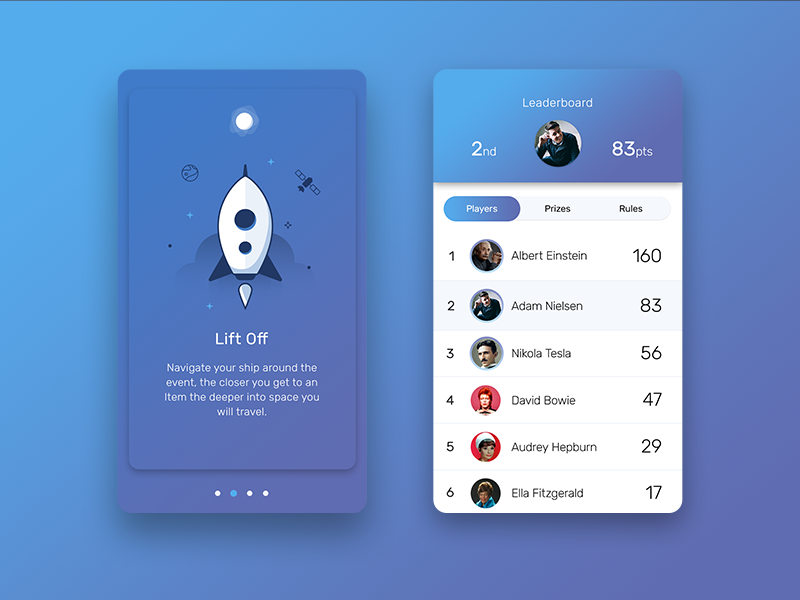 Lift Off
Navigate your ship around the
event, the closer you get to an
Item the deeper into space you
will travel.
Leaderboard
2nd
83pts
Players Prizes Rules
1 Albert Einstein 160
2 Adam Nielsen 83
3 Nikola Tesla 56
4 David Bowie 47
5 Audrey Hepburn 29
6 Ella Fitzgerald 17